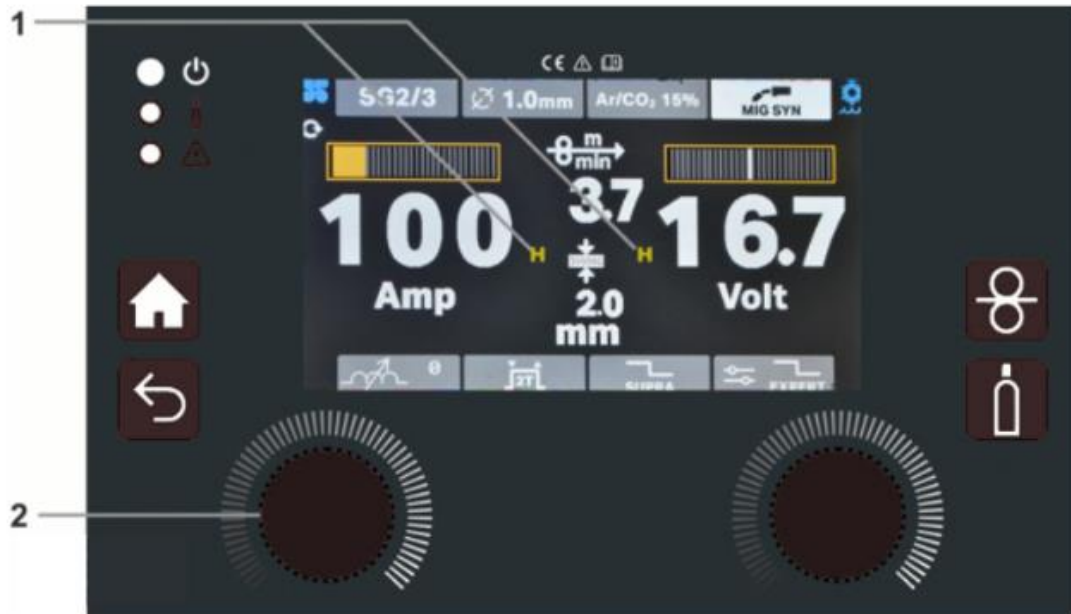 1
CE
SG2/3
1.0mm
Ar/CO₂ 15%
MIG SYN
m
min
3.7
100
H
H
16.7
Amp
Volt
2.0
mm
0
2T
SUPRA
EXPERT
2